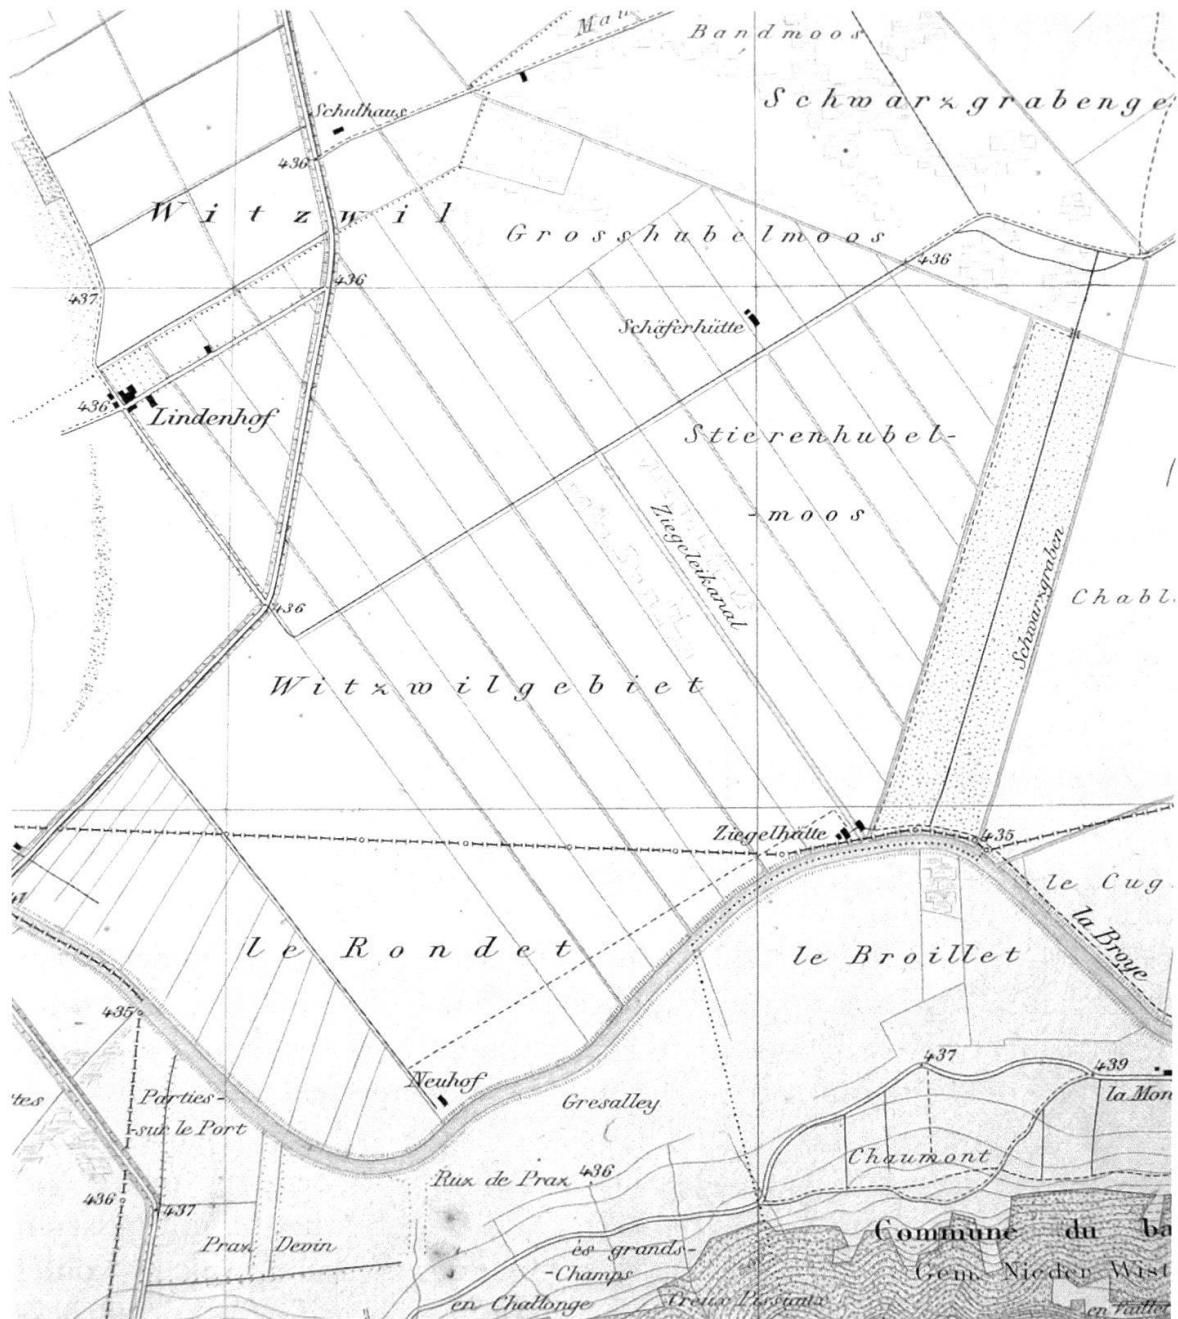 Bandmoos
Schwarzgrabenge
Schulhaus
436
Witzwil
Grosshubelmoos
436
436
437
Schäferhütte
436
Lindenhof
Stierenhubel-
-moos
Ziegeleikanal
Schwarzgraben
Chabl
436
Witzwilgebiet
Ziegelhütte
435
le Cug
la Broye
le Rondet
le Broillet
435
437
439
Neuhof
la Mon
Parties-
-sur le Port
Gresalley
Chaumont
Rux de Prax
436
436
437
Commune du ba
Prax Devin
ès grands-
-Champs
Gem. Nieder Wist
en Challonge
Creux Pissiaux